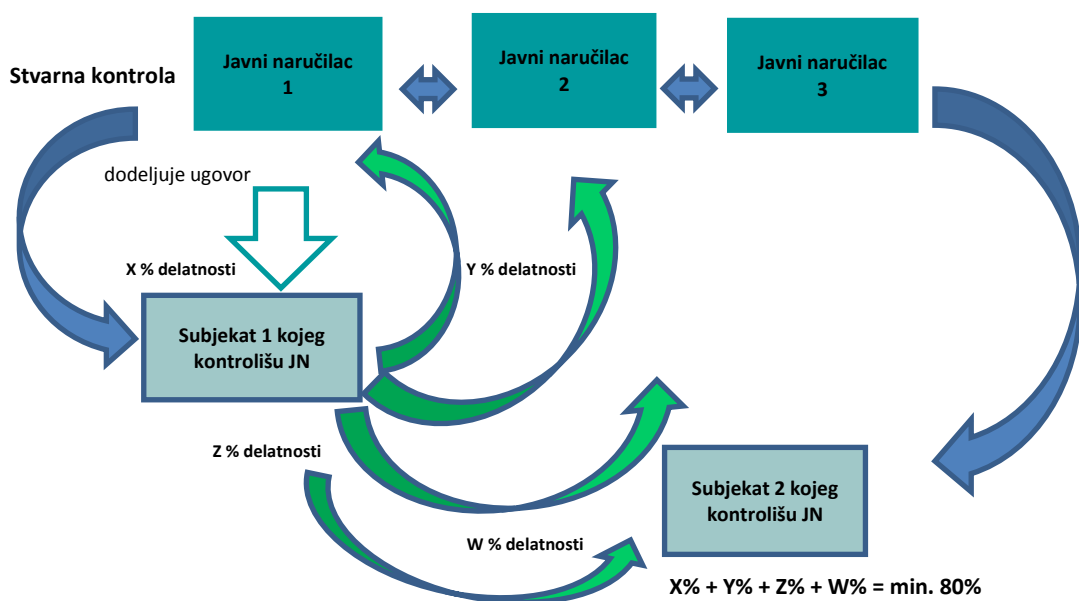 Stvarna kontrola
Javni naručilac
1
Javni naručilac
2
Javni naručilac
3
dodeljuje ugovor
X % delatnosti
Y % delatnosti
Subjekat 1 kojeg
kontrolišu JN
Z % delatnosti
Subjekat 2 kojeg
kontrolišu JN
W % delatnosti
X% + Y% + Z% + W% = min. 80%